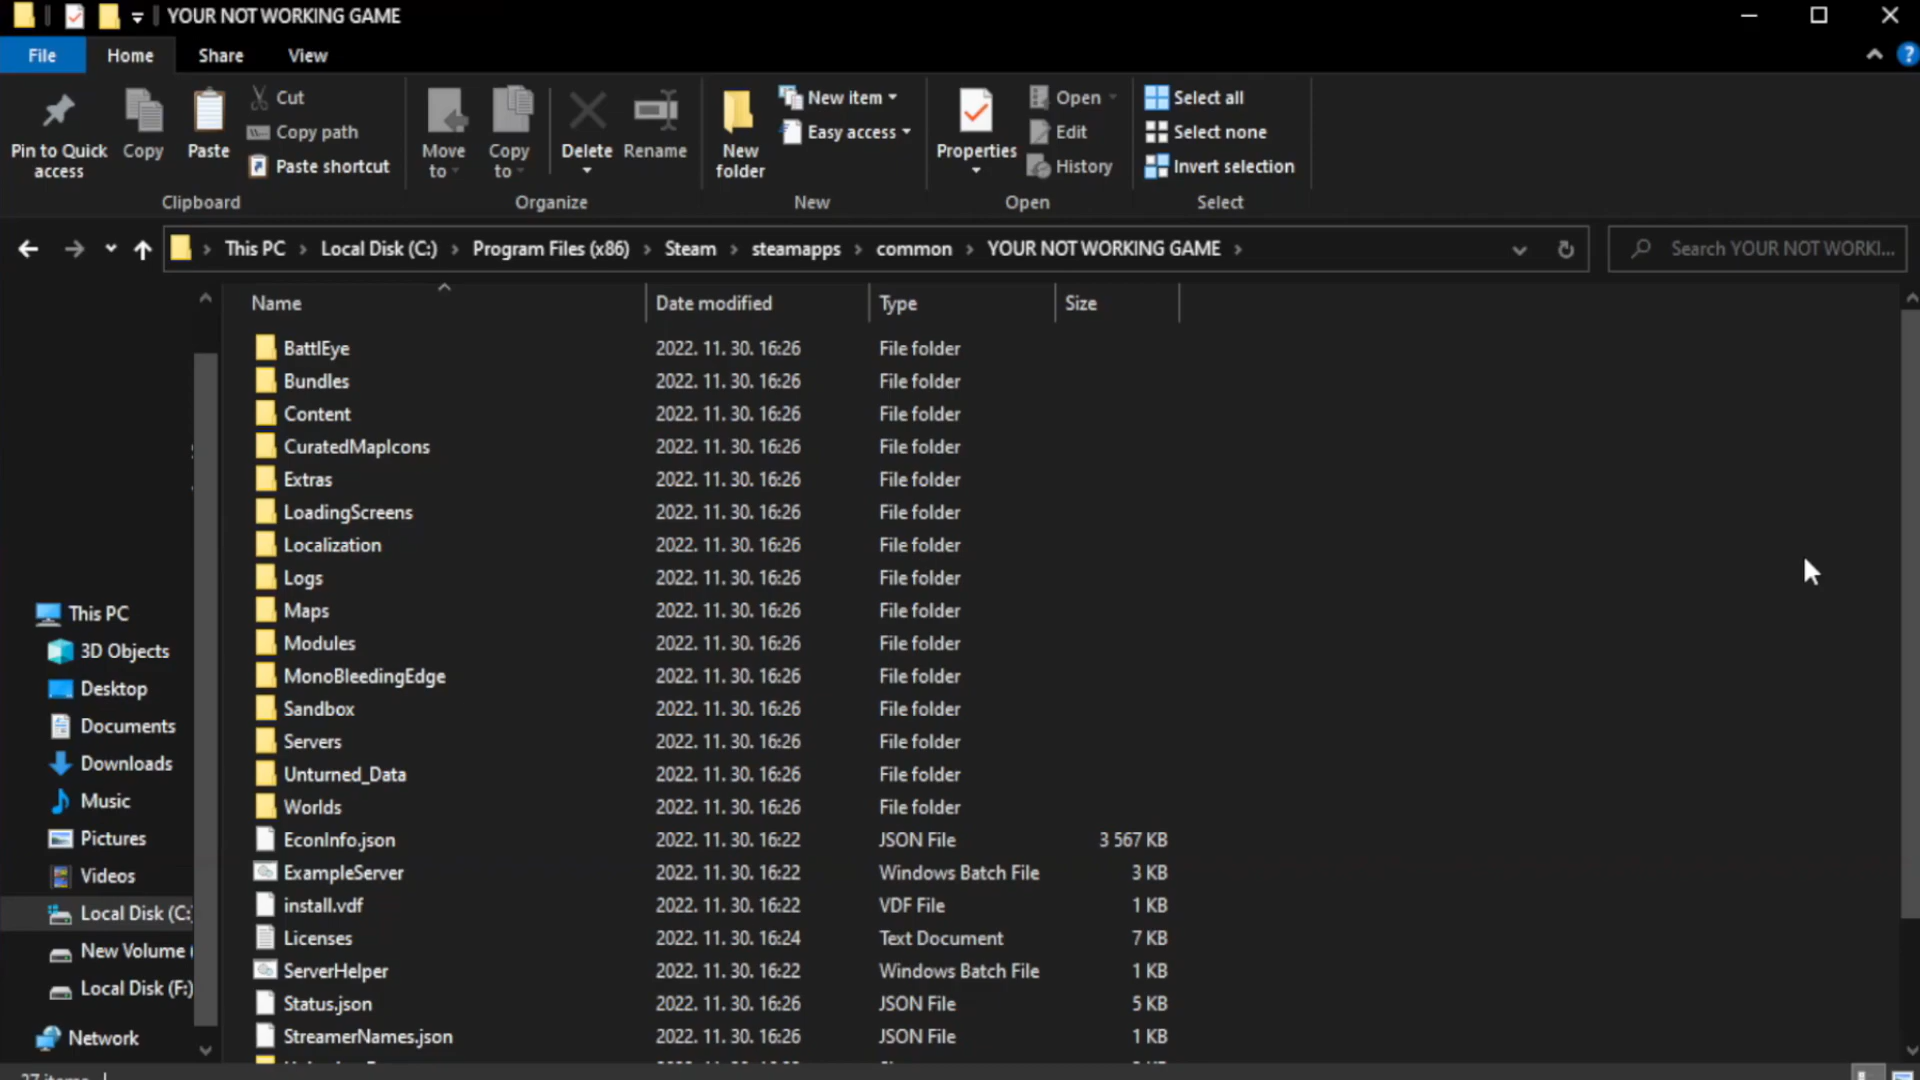 YOUR NOT WORKING GAME
File Home Share View
Pin to Quick access
Copy
Paste
Cut
Copy path
Paste shortcut
Clipboard
Move to
Copy to
Delete
Rename
Organize
New folder
New item
Easy access
New
Properties
Open
Edit
History
Open
Select all
Select none
Invert selection
Select
This PC › Local Disk (C:) › Program Files (x86) › Steam › steamapps › common › YOUR NOT WORKING GAME ›
Search YOUR NOT WORKI...
Name Date modified Type Size
BattlEye 2022. 11. 30. 16:26 File folder
Bundles 2022. 11. 30. 16:26 File folder
Content 2022. 11. 30. 16:26 File folder
CuratedMapIcons 2022. 11. 30. 16:26 File folder
Extras 2022. 11. 30. 16:26 File folder
LoadingScreens 2022. 11. 30. 16:26 File folder
Localization 2022. 11. 30. 16:26 File folder
Logs 2022. 11. 30. 16:26 File folder
Maps 2022. 11. 30. 16:26 File folder
Modules 2022. 11. 30. 16:26 File folder
MonoBleedingEdge 2022. 11. 30. 16:26 File folder
Sandbox 2022. 11. 30. 16:26 File folder
Servers 2022. 11. 30. 16:26 File folder
Unturned_Data 2022. 11. 30. 16:26 File folder
Worlds 2022. 11. 30. 16:26 File folder
EconInfo.json 2022. 11. 30. 16:22 JSON File 3 567 KB
ExampleServer 2022. 11. 30. 16:22 Windows Batch File 3 KB
install.vdf 2022. 11. 30. 16:22 VDF File 1 KB
Licenses 2022. 11. 30. 16:24 Text Document 7 KB
ServerHelper 2022. 11. 30. 16:22 Windows Batch File 1 KB
Status.json 2022. 11. 30. 16:26 JSON File 5 KB
StreamerNames.json 2022. 11. 30. 16:26 JSON File 1 KB
This PC
3D Objects
Desktop
Documents
Downloads
Music
Pictures
Videos
Local Disk (C:)
New Volume (
Local Disk (F:)
Network